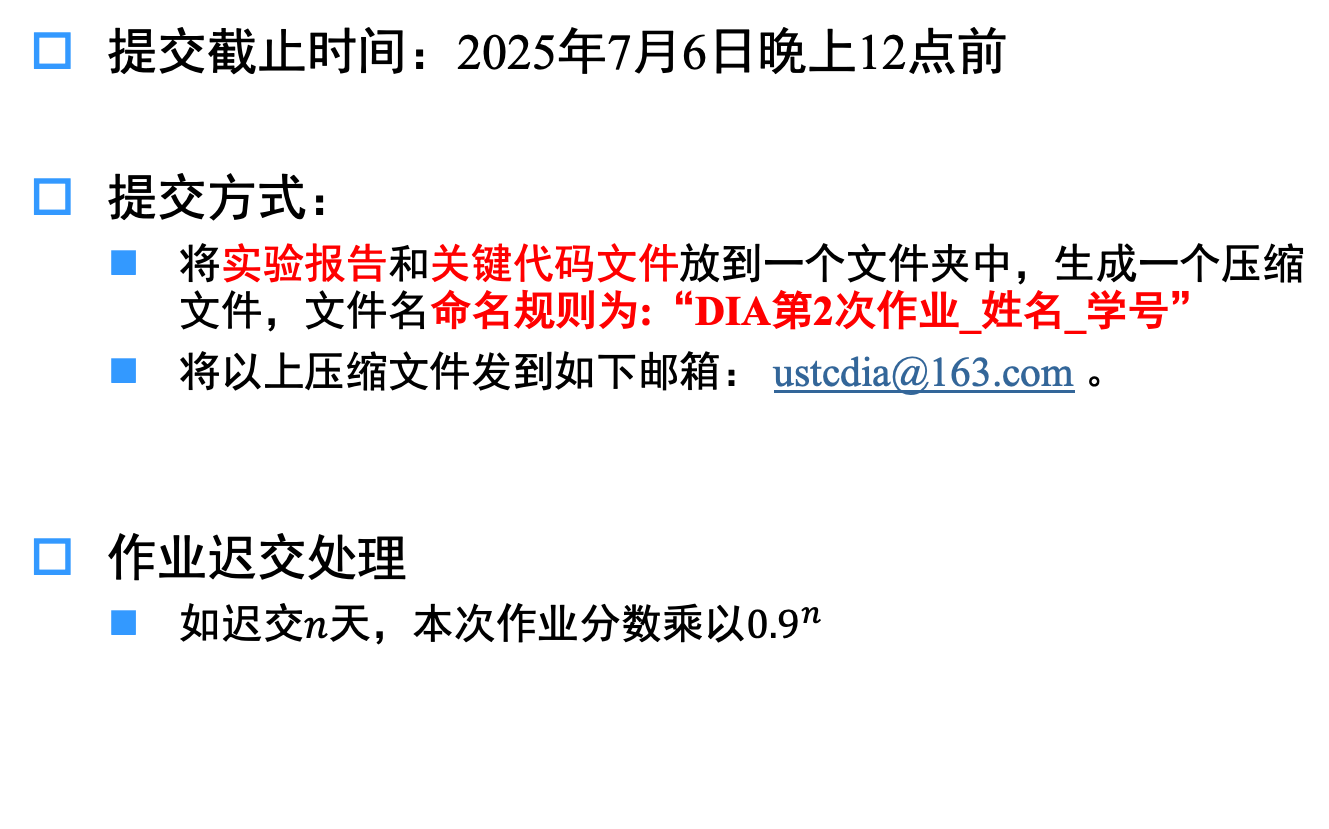 提交截止时间：2025年7月6日晚上12点前
提交方式：
将实验报告和关键代码文件放到一个文件夹中，生成一个压缩
文件，文件名命名规则为:“DIA第2次作业_姓名_学号”
将以上压缩文件发到如下邮箱： ustcdia@163.com 。
作业迟交处理
如迟交𝑛天，本次作业分数乘以0.9ⁿ